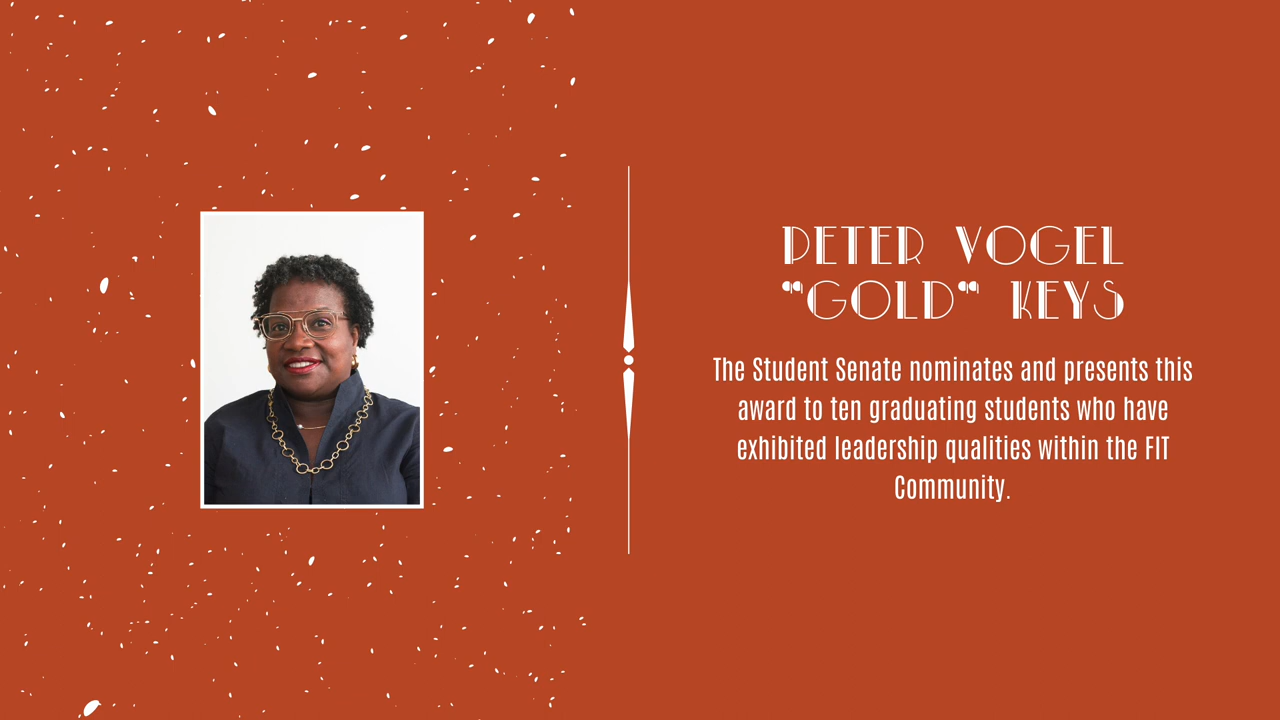 PETER VOGEL
"GOLD" KEYS
The Student Senate nominates and presents this
award to ten graduating students who have
exhibited leadership qualities within the FIT
Community.